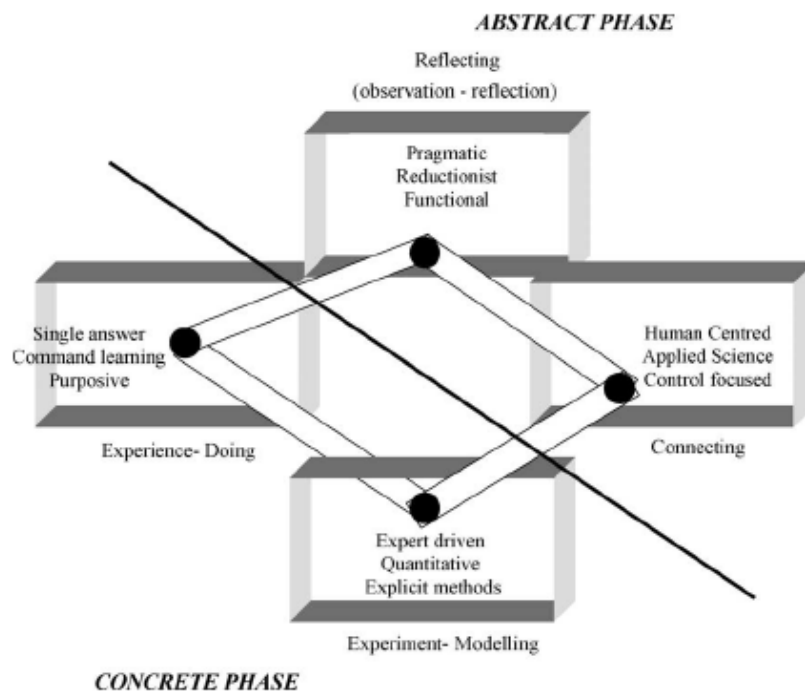 ABSTRACT PHASE
Reflecting
(observation - reflection)
Pragmatic
Reductionist
Functional
Single answer
Command learning
Purposive
Experience- Doing
Human Centred
Applied Science
Control focused
Connecting
Expert driven
Quantitative
Explicit methods
Experiment- Modelling
CONCRETE PHASE